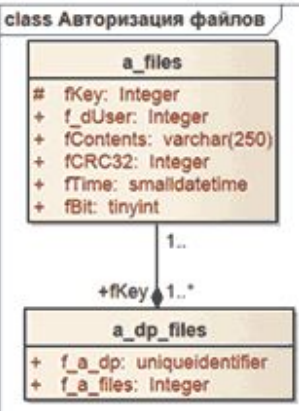 class Авторизация файлов
a_files
# fKey: Integer
+ f_dUser: Integer
+ fContents: varchar(250)
+ fCRC32: Integer
+ fTime: smalldatetime
+ fBit: tinyint
1..
+fKey 1..*
a_dp_files
+ f_a_dp: uniqueidentifier
+ f_a_files: Integer